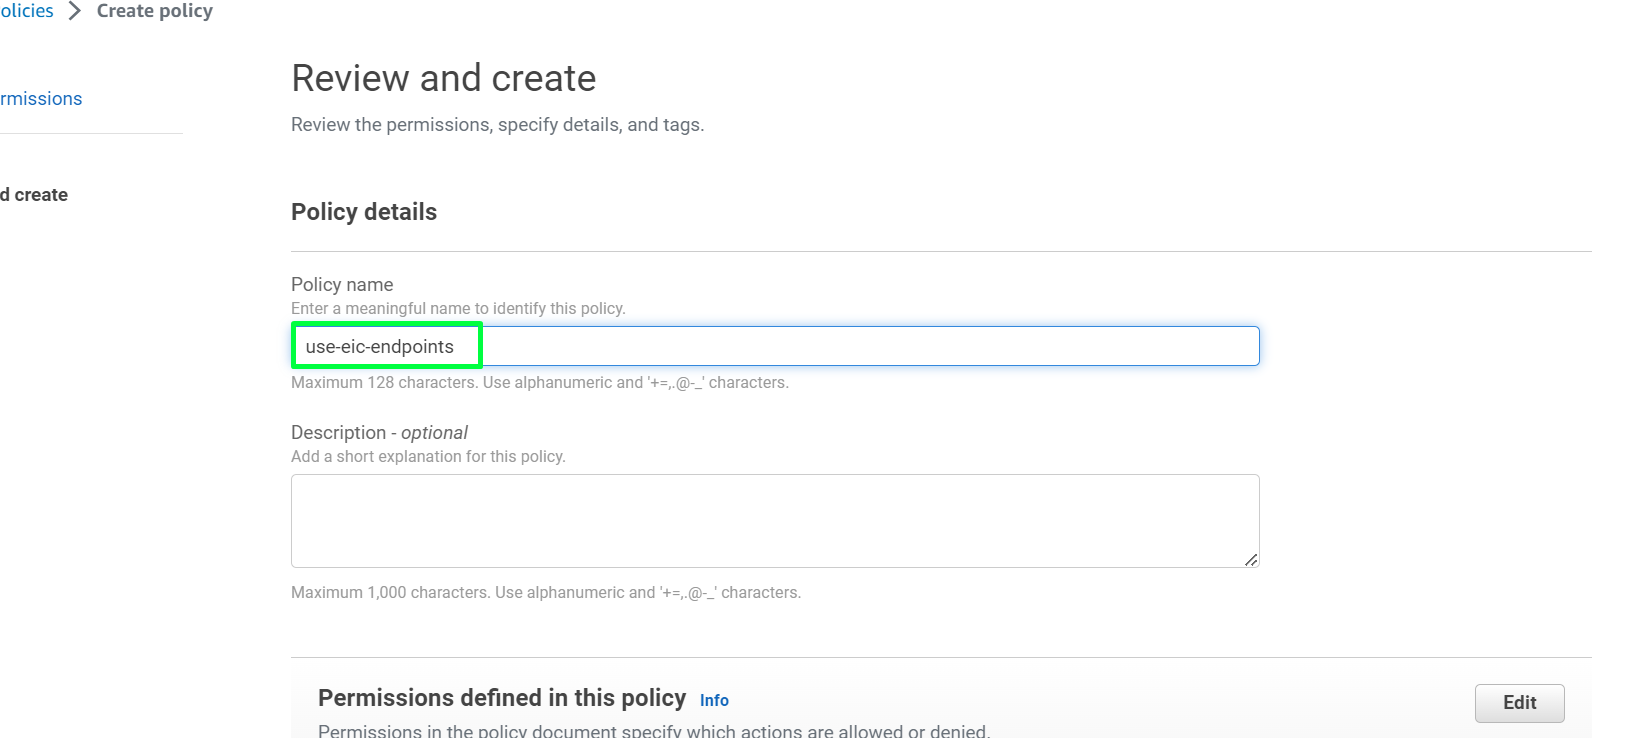 olicies > Create policy
rmissions
d create
Review and create
Review the permissions, specify details, and tags.
Policy details
Policy name
Enter a meaningful name to identify this policy.
use-eic-endpoints
Maximum 128 characters. Use alphanumeric and '+=,.@-_' characters.
Description - optional
Add a short explanation for this policy.
Maximum 1,000 characters. Use alphanumeric and '+=,.@-_' characters.
Permissions defined in this policy Info
Edit
Permissions in the policy document specify which actions are allowed or denied.